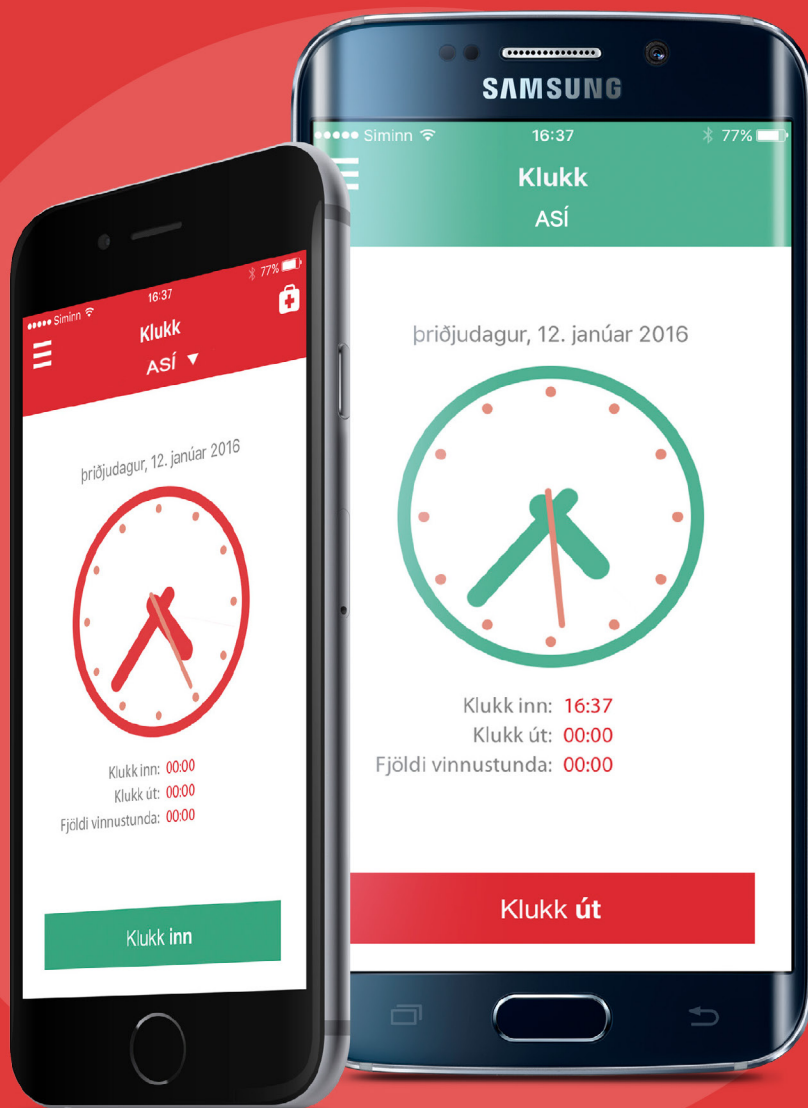 Siminn 16:37 77%
Klukk
ASÍ ▼
þriðjudagur, 12. janúar 2016
Klukk inn: 00:00
Klukk út: 00:00
Fjöldi vinnustunda: 00:00
Klukk inn
SAMSUNG
Siminn 16:37 77%
Klukk
ASÍ
þriðjudagur, 12. janúar 2016
Klukk inn: 16:37
Klukk út: 00:00
Fjöldi vinnustunda: 00:00
Klukk út